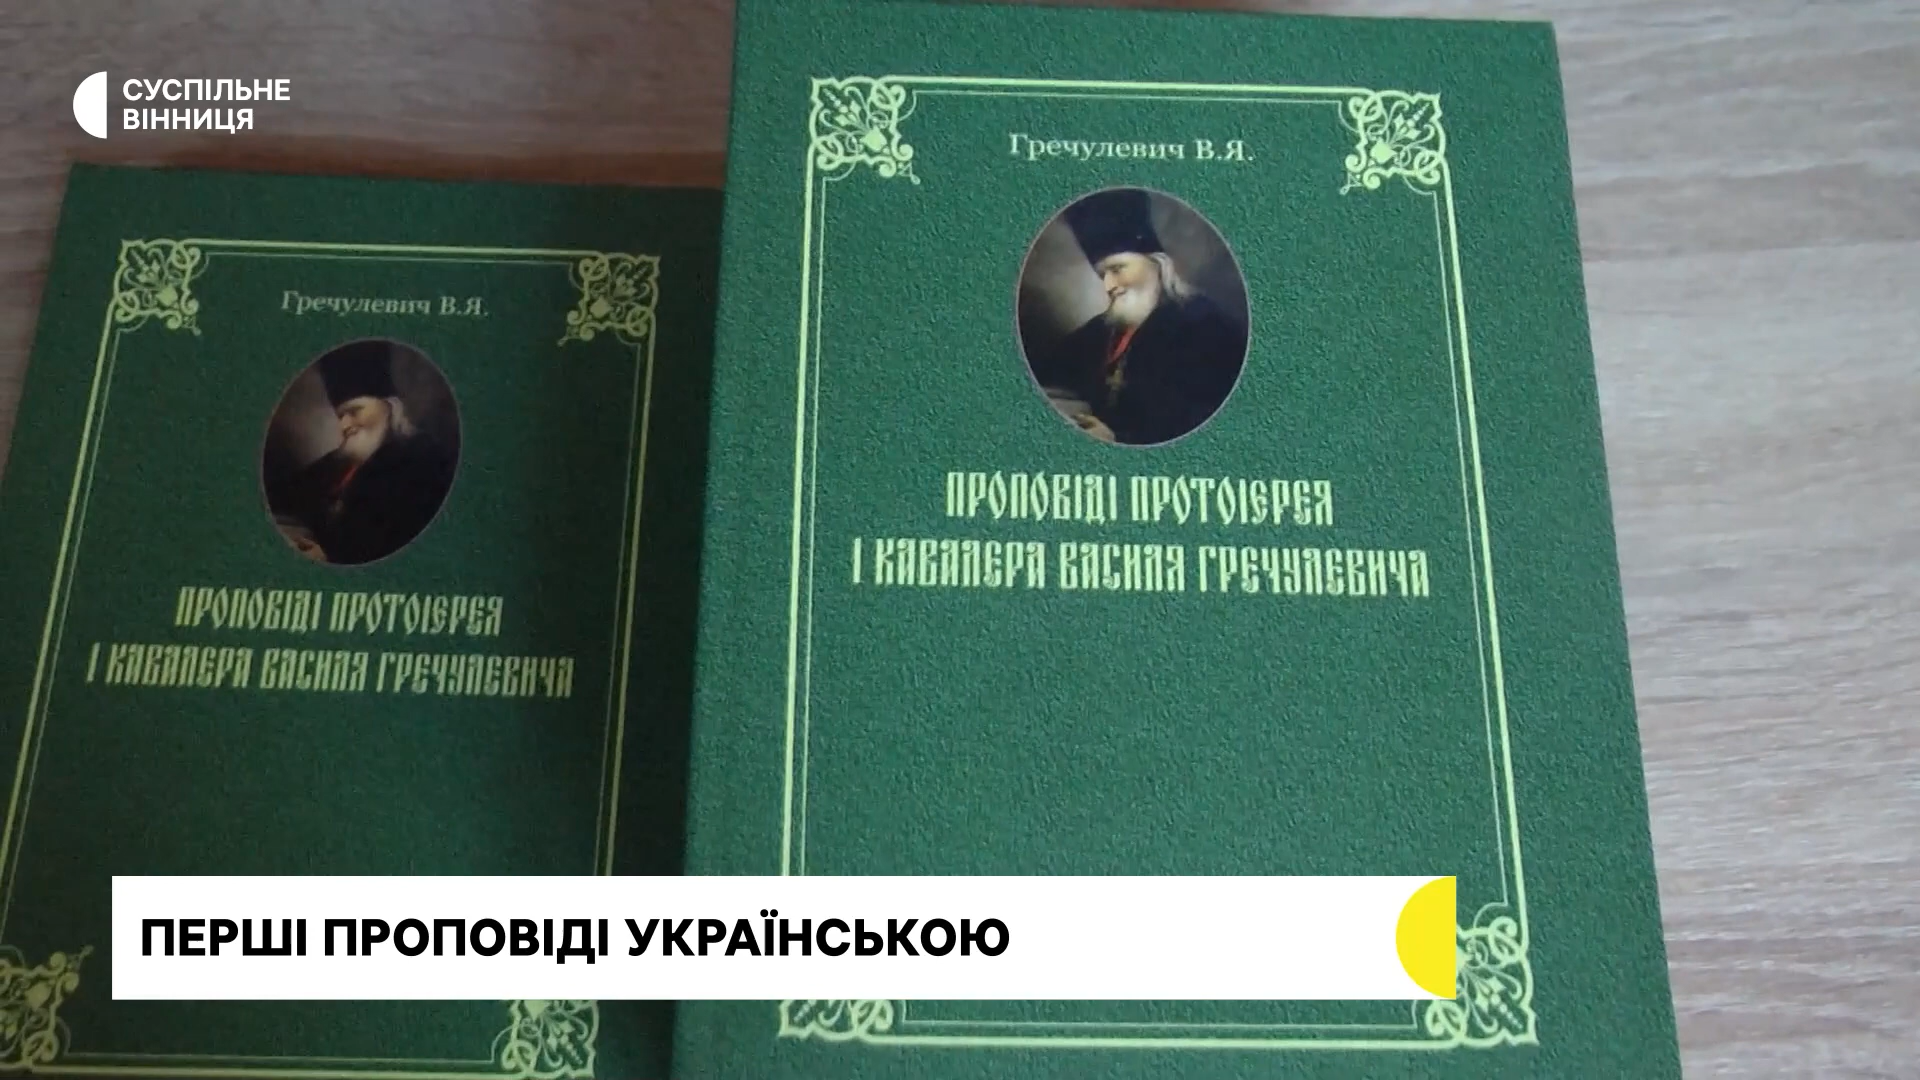 СУСПІЛЬНЕ
ВІННИЦЯ
Гречулевич В.Я.
ПРОПОВІДІ ПРОТОІЄРЕЯ
І КАВАЛЕРА ВАСИЛЯ ГРЕЧУЛЕВИЧА
Гречулевич В.Я.
ПРОПОВІДІ ПРОТОІЄРЕЯ
І КАВАЛЕРА ВАСИЛЯ ГРЕЧУЛЕВИЧА
ПЕРШІ ПРОПОВІДІ УКРАЇНСЬКОЮ